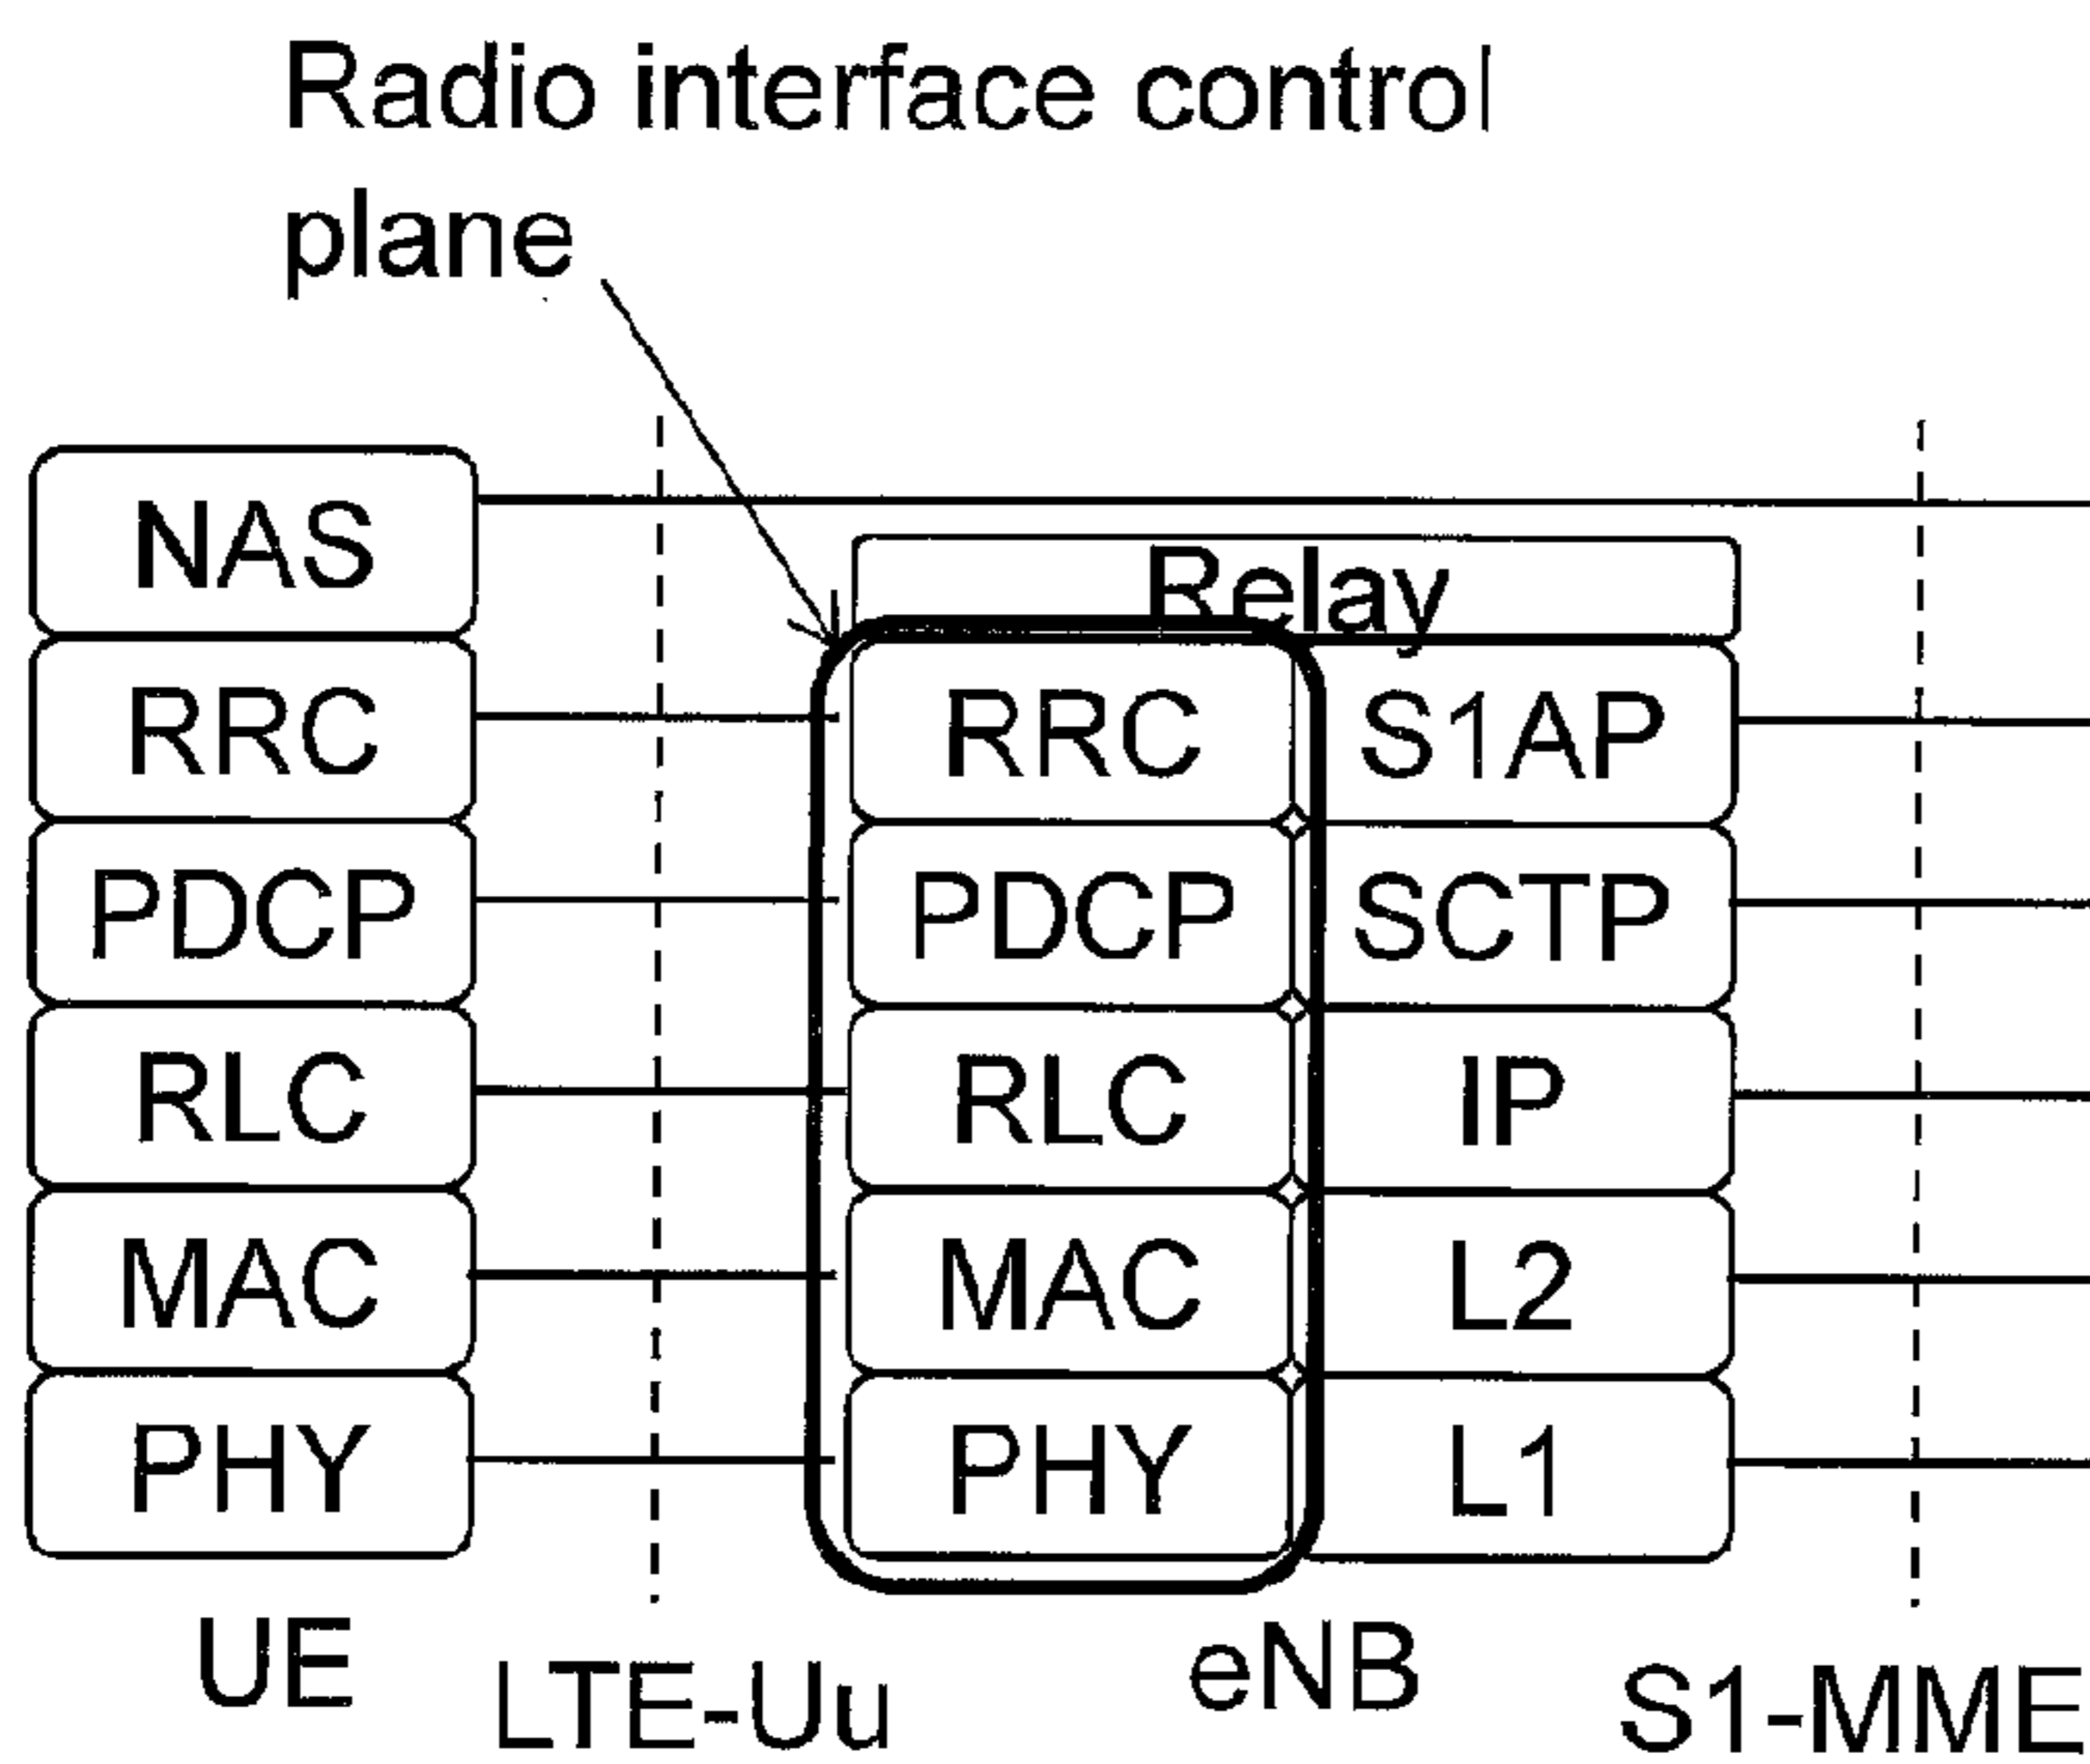 Radio interface control
plane
NAS
Relay
RRC RRC S1AP
PDCP PDCP SCTP
RLC RLC IP
MAC MAC L2
PHY PHY L1
UE LTE-Uu eNB S1-MME